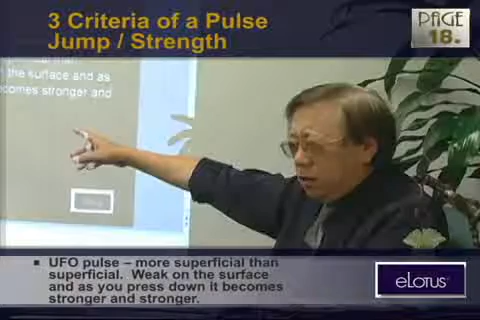 3 Criteria of a Pulse
Jump / Strength
PAGE
18.
the surface and as
comes stronger and
UFO pulse – more superficial than
superficial. Weak on the surface
and as you press down it becomes
stronger and stronger.
eLotus